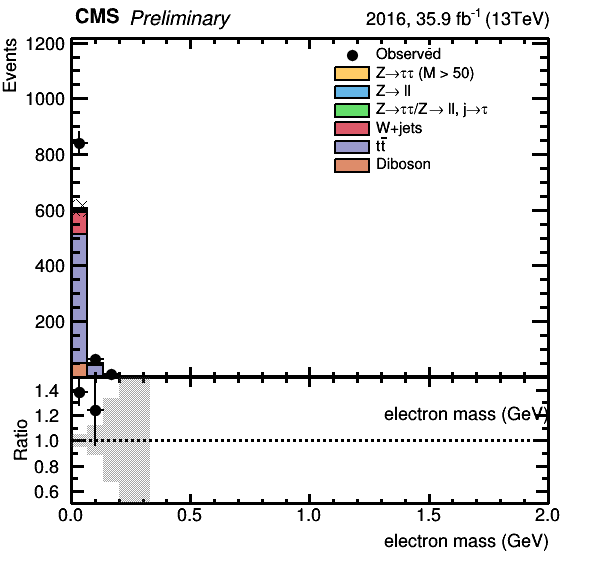 CMS Preliminary 2016, 35.9 fb⁻¹ (13TeV)
Events
1200
1000
800
600
400
200
Observed
Z→ττ (M > 50)
Z→ ll
Z→ττ/Z→ ll, j→τ
W+jets
tt̄
Diboson
Ratio
1.4
1.2
1.0
0.8
0.6
electron mass (GeV)
0.0 0.5 1.0 1.5 2.0
electron mass (GeV)